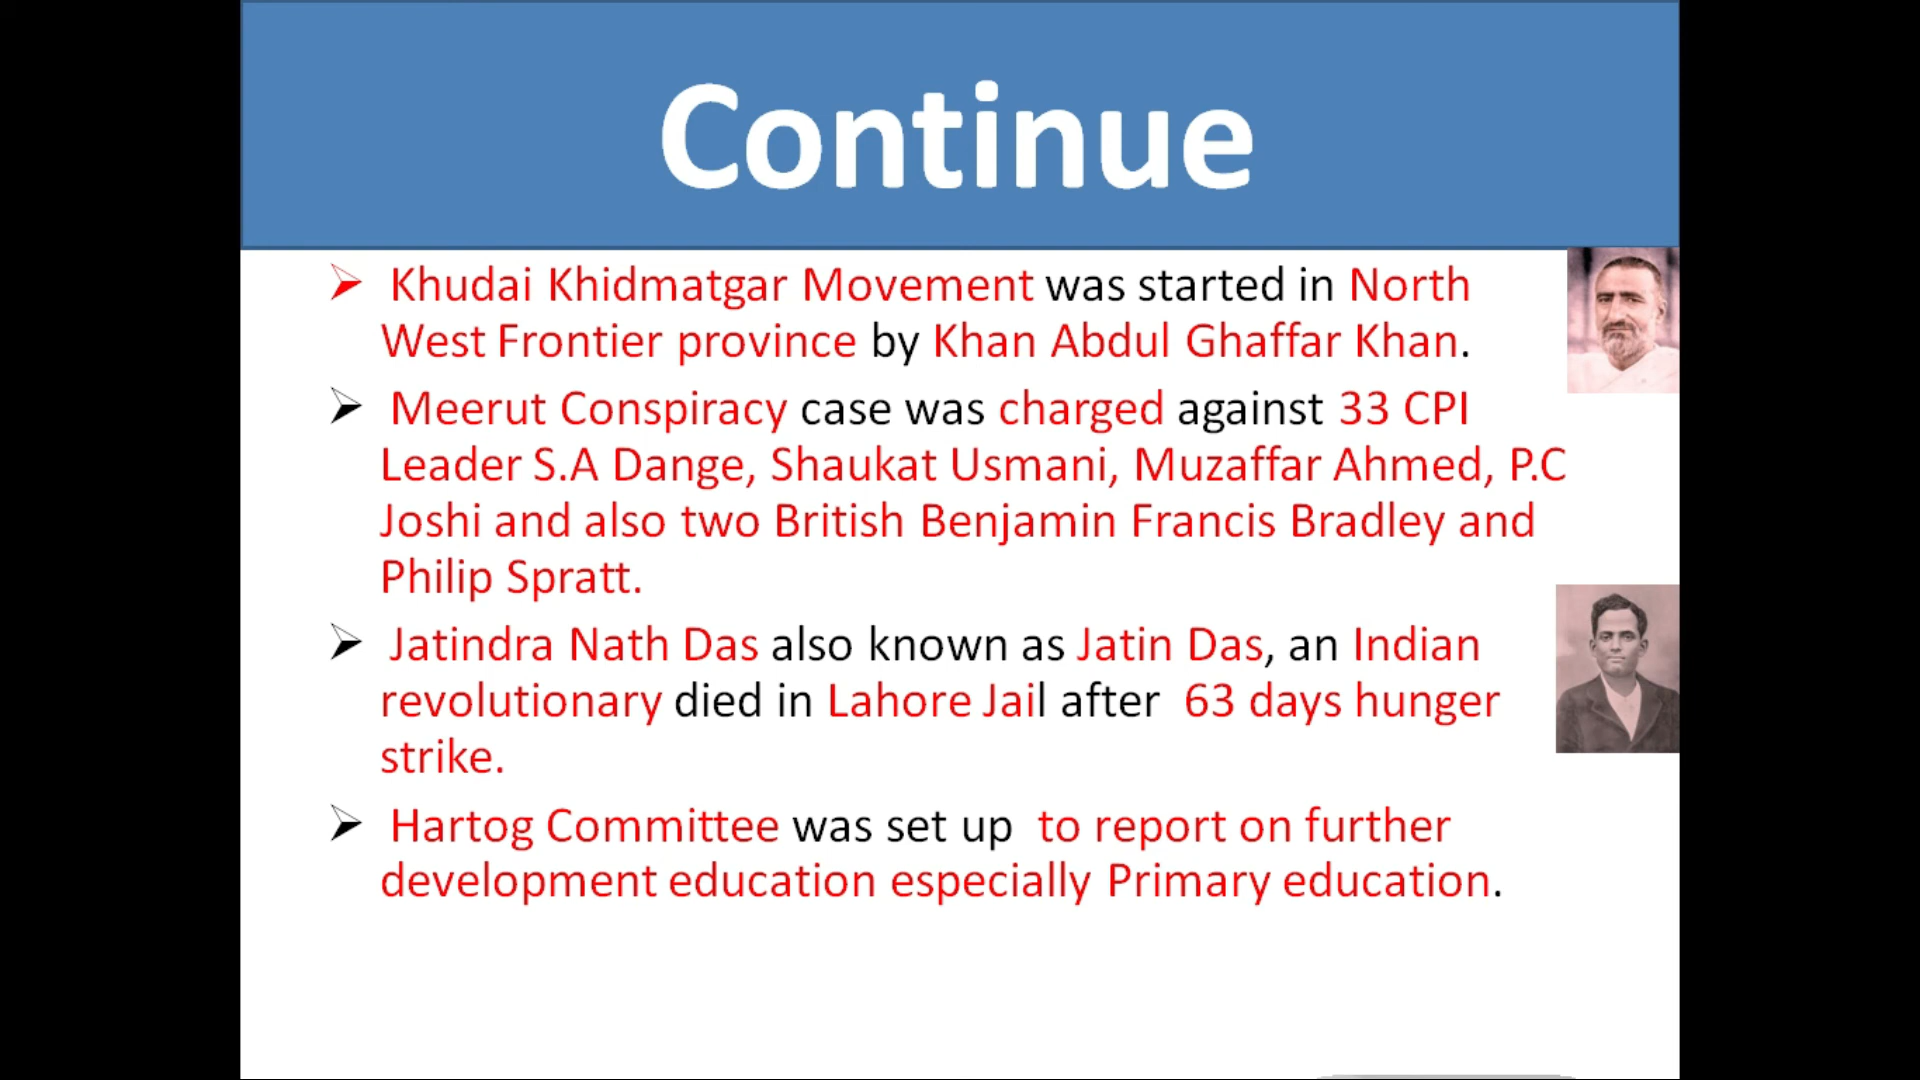 Continue
Khudai Khidmatgar Movement was started in North
West Frontier province by Khan Abdul Ghaffar Khan.
Meerut Conspiracy case was charged against 33 CPI
Leader S.A Dange, Shaukat Usmani, Muzaffar Ahmed, P.C
Joshi and also two British Benjamin Francis Bradley and
Philip Spratt.
Jatindra Nath Das also known as Jatin Das, an Indian
revolutionary died in Lahore Jail after 63 days hunger
strike.
Hartog Committee was set up to report on further
development education especially Primary education.